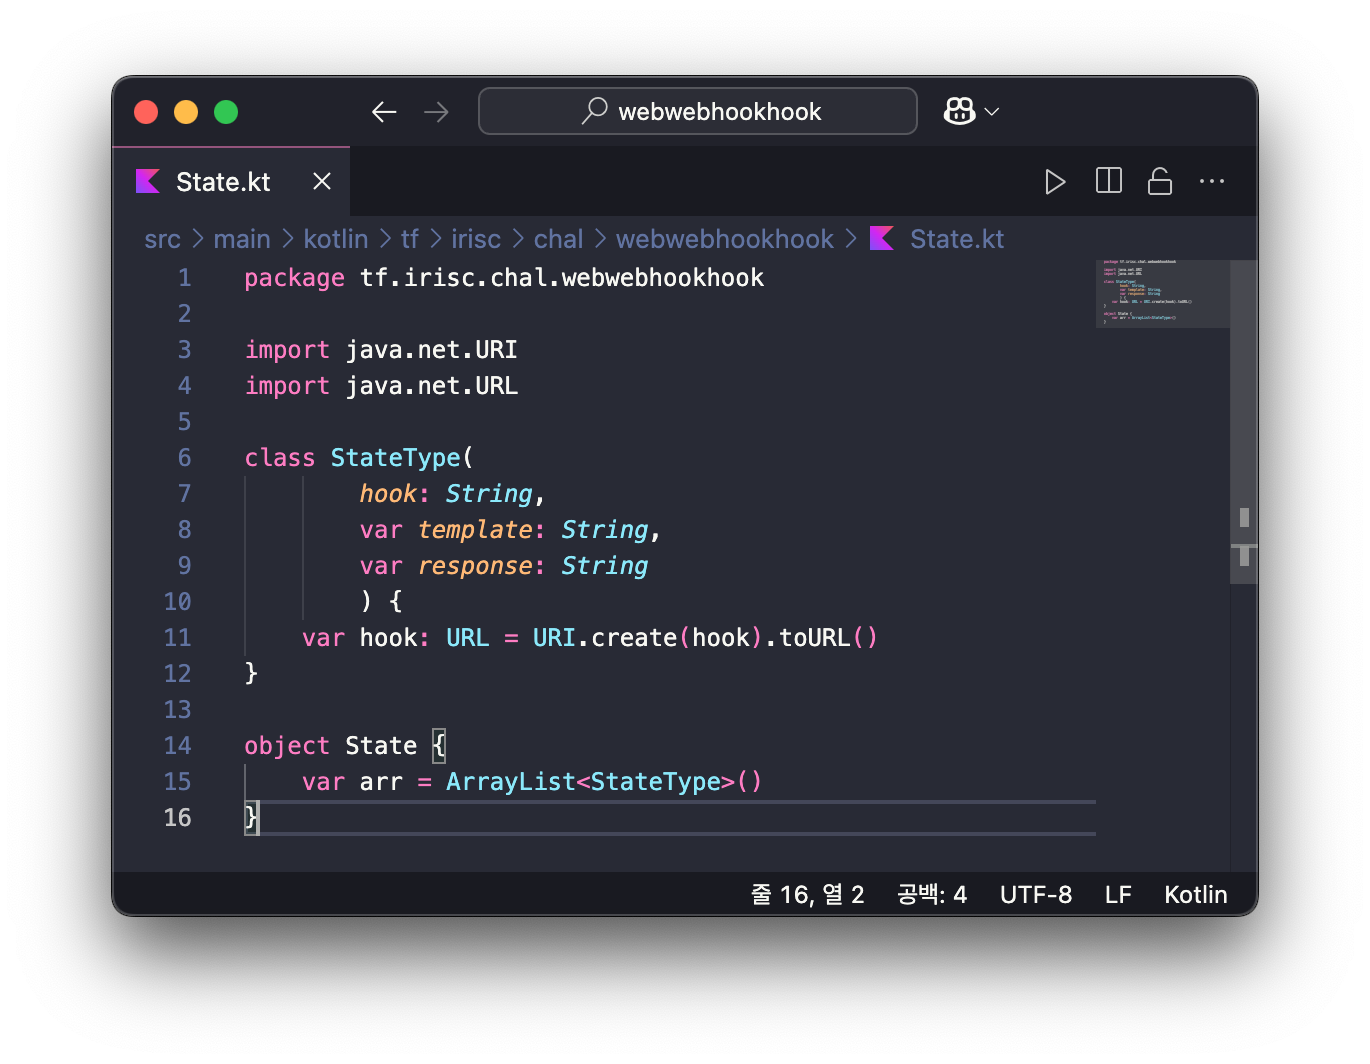 webwebhookhook
State.kt
src > main > kotlin > tf > irisc > chal > webwebhookhook > State.kt
1 package tf.irisc.chal.webwebhookhook
2
3 import java.net.URI
4 import java.net.URL
5
6 class StateType(
7         hook: String,
8         var template: String,
9         var response: String
10         ) {
11     var hook: URL = URI.create(hook).toURL()
12 }
13
14 object State {
15     var arr = ArrayList<StateType>()
16 }
줄 16, 열 2 공백: 4 UTF-8 LF Kotlin